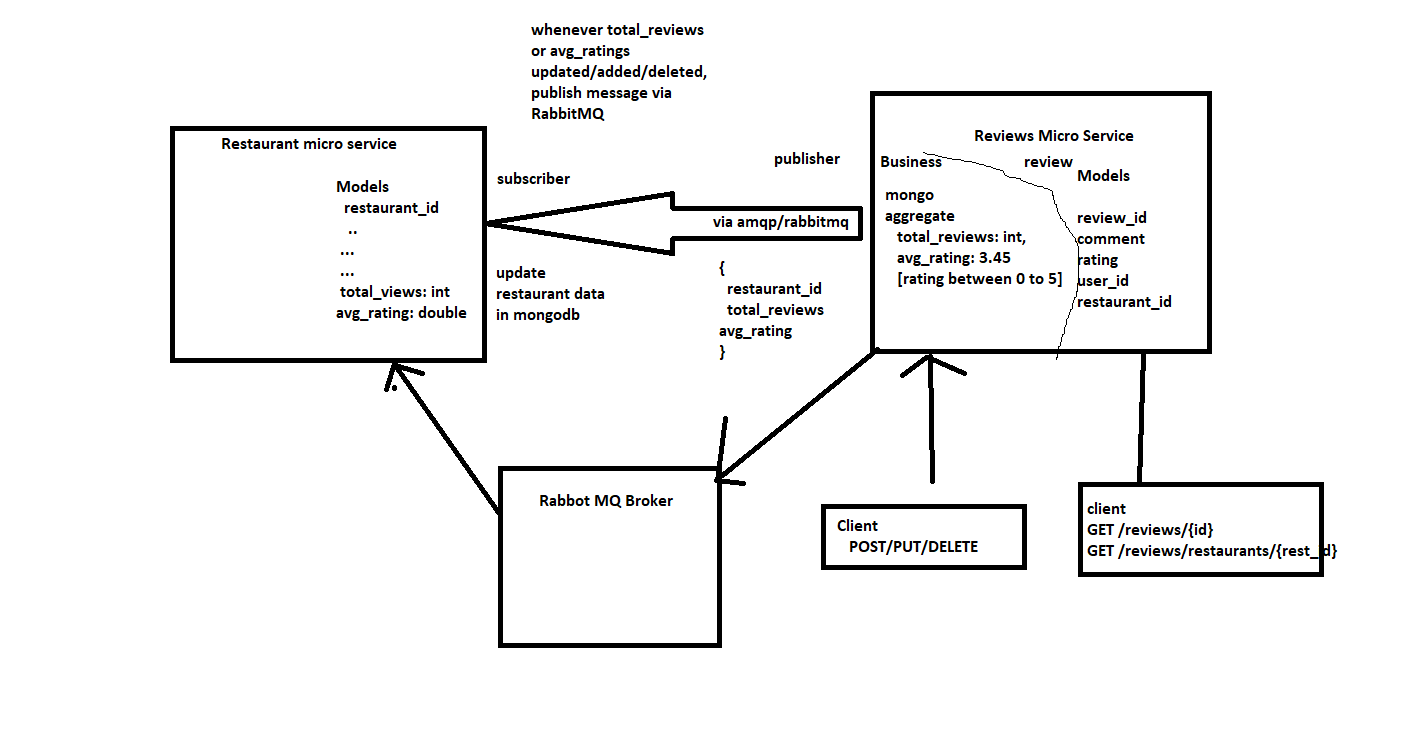 whenever total_reviews
or avg_ratings
updated/added/deleted,
publish message via
RabbitMQ
Restaurant micro service
Models
restaurant_id
..
...
...
total_views: int
avg_rating: double
subscriber
publisher
via amqp/rabbitmq
update
restaurant data
in mongodb
{
restaurant_id
total_reviews
avg_rating
}
Reviews Micro Service
Business
review
Models
mongo
aggregate
total_reviews: int,
avg_rating: 3.45
[rating between 0 to 5]
review_id
comment
rating
user_id
restaurant_id
Rabbot MQ Broker
Client
POST/PUT/DELETE
client
GET /reviews/{id}
GET /reviews/restaurants/{rest_id}